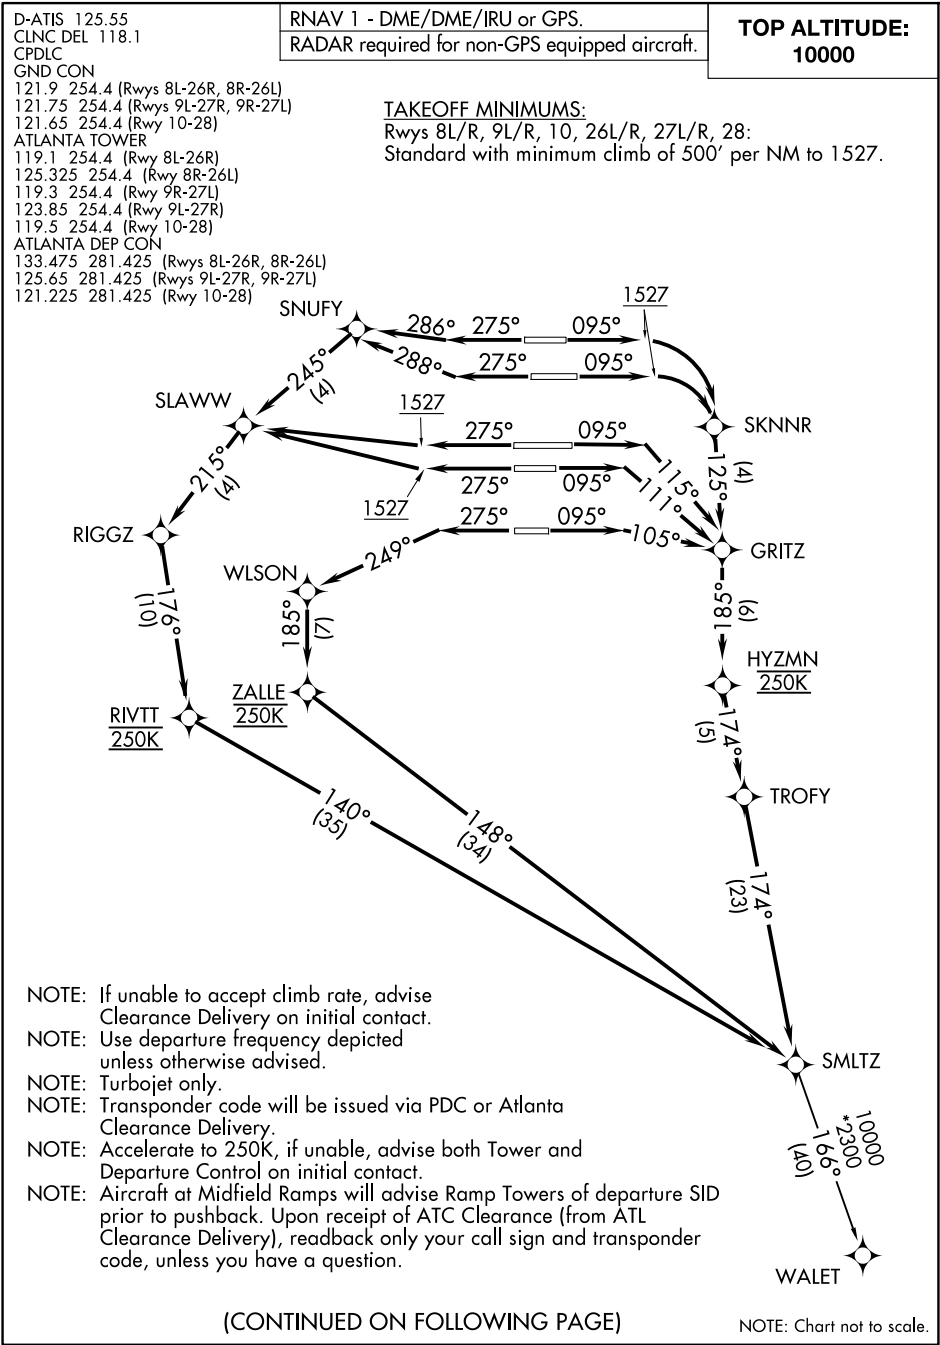 D-ATIS 125.55
CLNC DEL 118.1
CPDLC
GND CON
121.9 254.4 (Rwys 8L-26R, 8R-26L)
121.75 254.4 (Rwys 9L-27R, 9R-27L)
121.65 254.4 (Rwy 10-28)
ATLANTA TOWER
119.1 254.4 (Rwy 8L-26R)
125.325 254.4 (Rwy 8R-26L)
119.3 254.4 (Rwy 9R-27L)
123.85 254.4 (Rwy 9L-27R)
119.5 254.4 (Rwy 10-28)
ATLANTA DEP CON
133.475 281.425 (Rwys 8L-26R, 8R-26L)
125.65 281.425 (Rwys 9L-27R, 9R-27L)
121.225 281.425 (Rwy 10-28)
RNAV 1 - DME/DME/IRU or GPS.
RADAR required for non-GPS equipped aircraft.
TOP ALTITUDE:
10000
TAKEOFF MINIMUMS:
Rwys 8L/R, 9L/R, 10, 26L/R, 27L/R, 28:
Standard with minimum climb of 500' per NM to 1527.
SNUFY
1527
286° 275° 095°
288° 275° 095°
245°
(4)
SLAWW
1527
SKNNR
275° 095°
275° 095°
1527
115°
111°
125°
(4)
215°
(4)
RIGGZ
275° 095°
249°
105°
GRITZ
WLSON
176°
(10)
185°
(7)
185°
(6)
HYZMN
250K
ZALLE
250K
RIVTT
250K
174°
(5)
TROFY
140°
(35)
148°
(34)
174°
(23)
SMLTZ
10000
*2300
166°
(40)
WALET
NOTE: If unable to accept climb rate, advise
Clearance Delivery on initial contact.
NOTE: Use departure frequency depicted
unless otherwise advised.
NOTE: Turbojet only.
NOTE: Transponder code will be issued via PDC or Atlanta
Clearance Delivery.
NOTE: Accelerate to 250K, if unable, advise both Tower and
Departure Control on initial contact.
NOTE: Aircraft at Midfield Ramps will advise Ramp Towers of departure SID
prior to pushback. Upon receipt of ATC Clearance (from ATL
Clearance Delivery), readback only your call sign and transponder
code, unless you have a question.
(CONTINUED ON FOLLOWING PAGE)
NOTE: Chart not to scale.